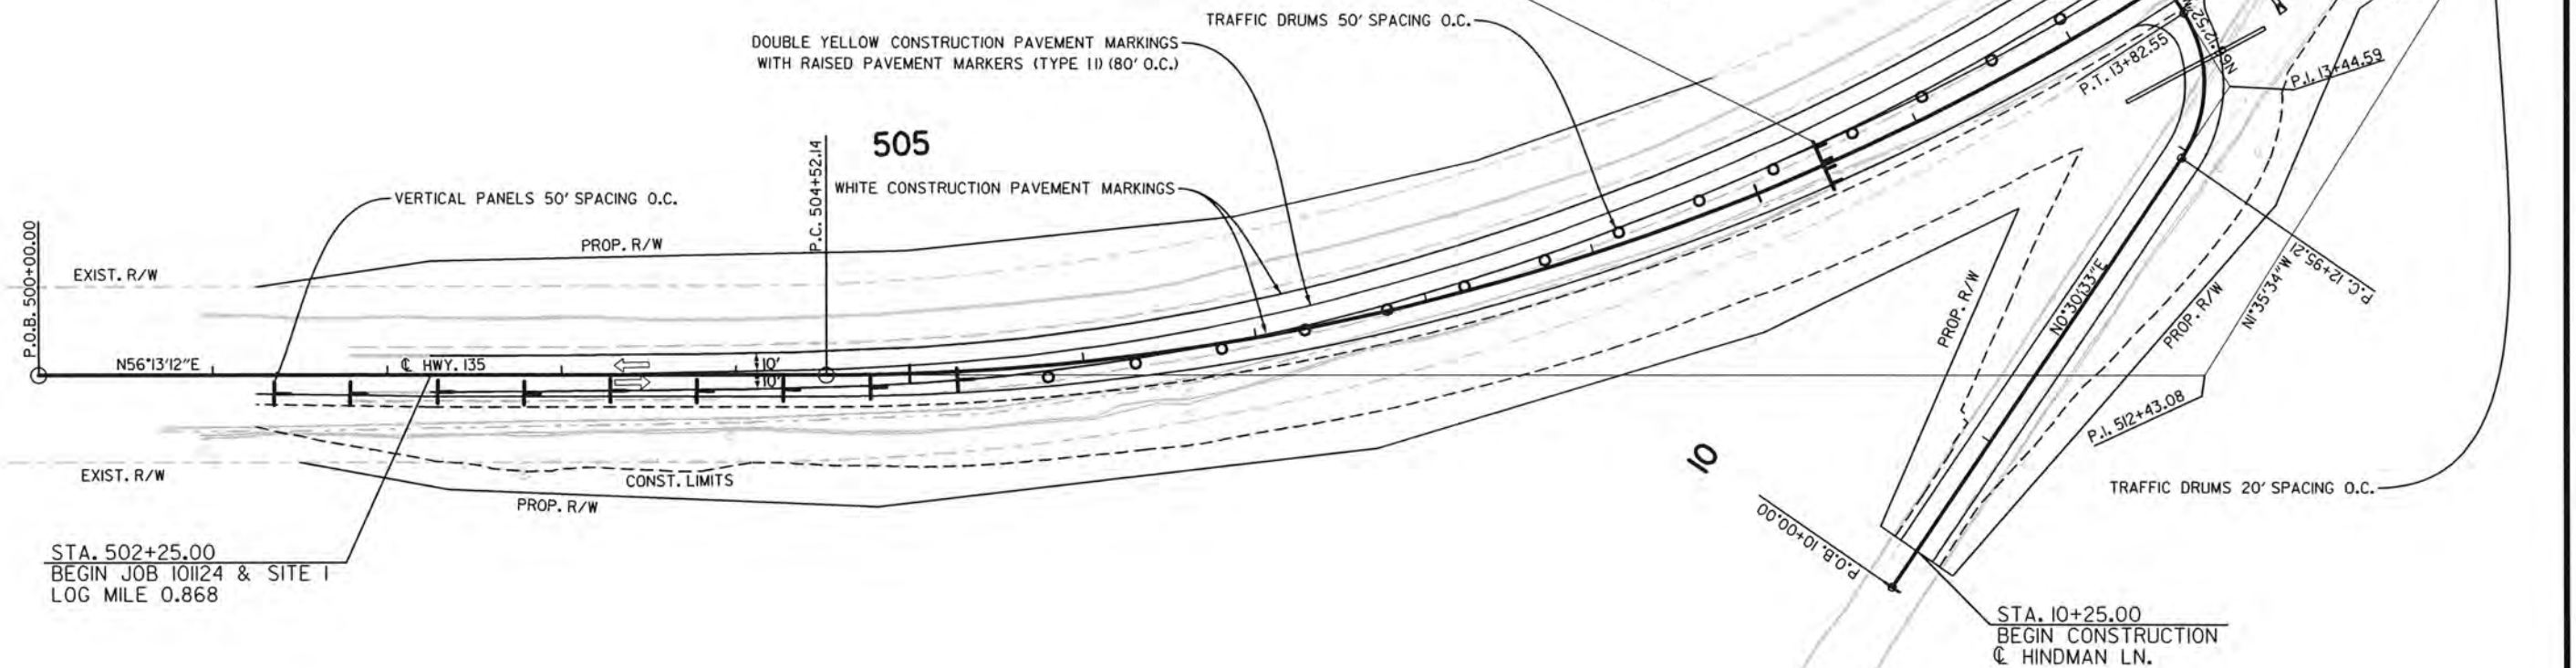 TRAFFIC DRUMS 50' SPACING O.C.
DOUBLE YELLOW CONSTRUCTION PAVEMENT MARKINGS
WITH RAISED PAVEMENT MARKERS (TYPE II) (80' O.C.)
P.T. 13+82.55
P.I. 13+44.59
505
P.C. 504+52.14
WHITE CONSTRUCTION PAVEMENT MARKINGS
VERTICAL PANELS 50' SPACING O.C.
PROP. R/W
EXIST. R/W
P.O.B. 500+00.00
N56°13'12"E
℄ HWY. 135
10'
10'
P.C. 12+95.21
N0°30'33"E
N1°35'34"W
PROP. R/W
PROP. R/W
P.I. 512+43.08
10
EXIST. R/W
CONST. LIMITS
PROP. R/W
TRAFFIC DRUMS 20' SPACING O.C.
P.O.B. 10+00.00
STA. 502+25.00
BEGIN JOB 101124 & SITE 1
LOG MILE 0.868
STA. 10+25.00
BEGIN CONSTRUCTION
℄ HINDMAN LN.